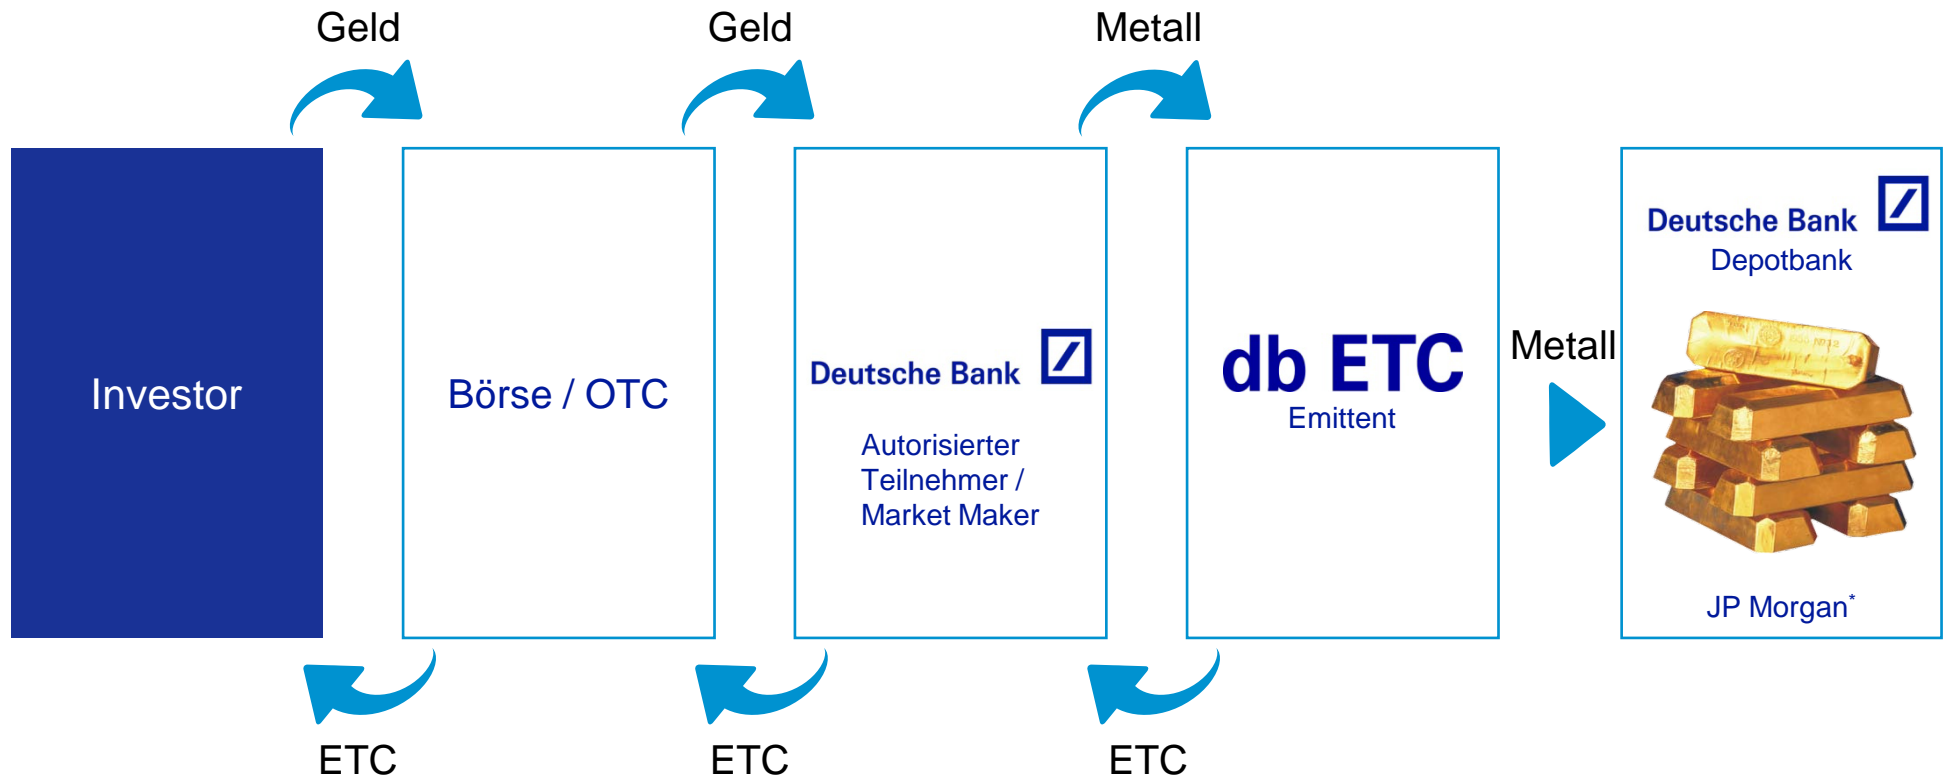 Geld
Geld
Metall
Investor
Börse / OTC
Deutsche Bank
Autorisierter
Teilnehmer /
Market Maker
db ETC
Emittent
Metall
Deutsche Bank
Depotbank
JP Morgan*
ETC
ETC
ETC